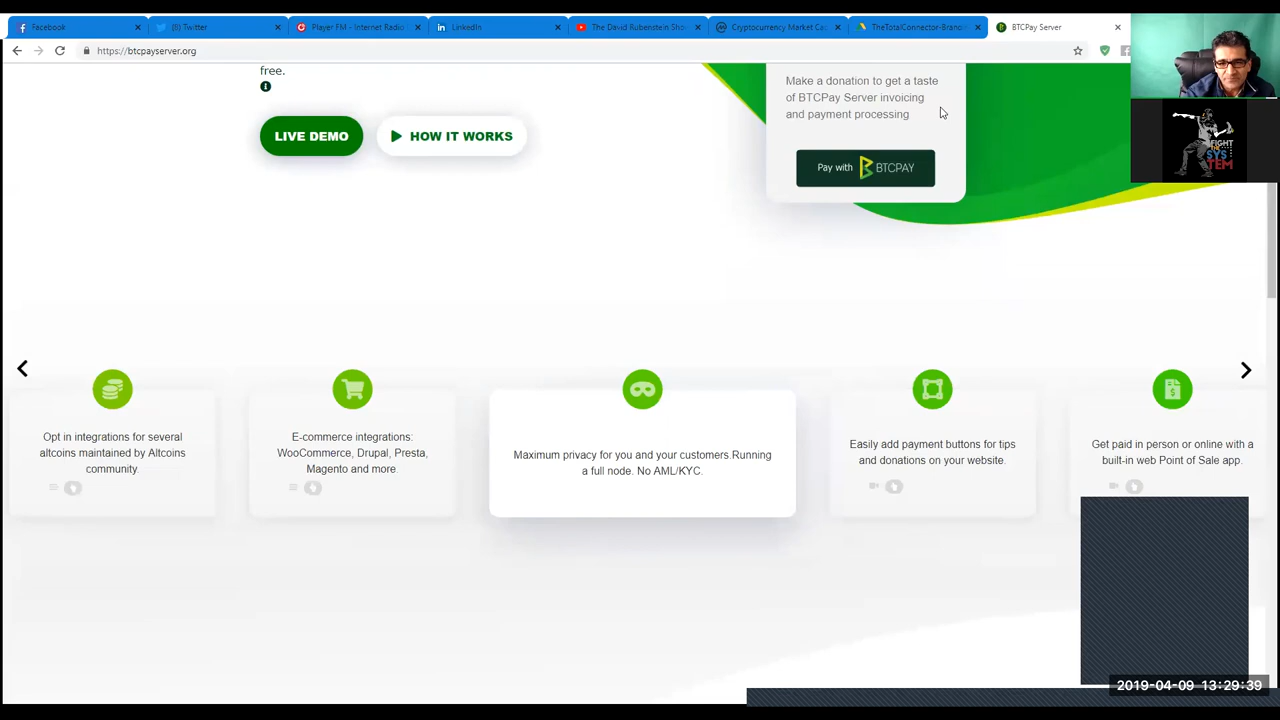 Facebook
(6) Twitter
Player FM - Internet Radio
LinkedIn
The David Rubenstein Sho
Cryptocurrency Market Ca
TheTotalConnector-Brandi
BTCPay Server
https://btcpayserver.org
free.
LIVE DEMO
HOW IT WORKS
Make a donation to get a taste
of BTCPay Server invoicing
and payment processing
Pay with BTCPAY
FIGHT
SYS
TEM
Opt in integrations for several
altcoins maintained by Altcoins
community.
E-commerce integrations:
WooCommerce, Drupal, Presta,
Magento and more.
Maximum privacy for you and your customers.Running
a full node. No AML/KYC.
Easily add payment buttons for tips
and donations on your website.
Get paid in person or online with a
built-in web Point of Sale app.
2019-04-09 13:29:39